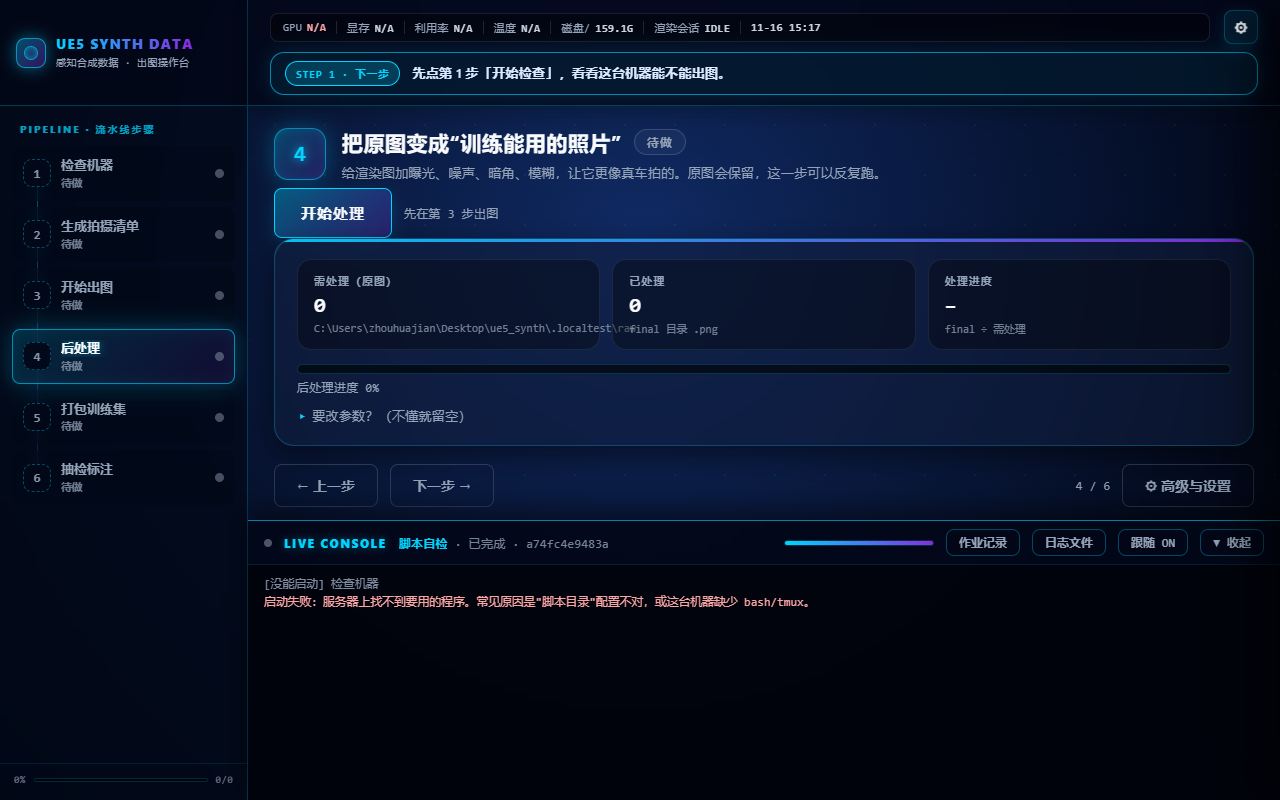 UE5 SYNTH DATA
感知合成数据 · 出图操作台
GPU N/A 显存 N/A 利用率 N/A 温度 N/A 磁盘/ 159.1G 渲染会话 IDLE 11-16 15:17
STEP 1 · 下一步 先点第 1 步「开始检查」，看看这台机器能不能出图。
PIPELINE · 流水线步骤
1 检查机器
待做
2 生成拍摄清单
待做
3 开始出图
待做
4 后处理
待做
5 打包训练集
待做
6 抽检标注
待做
0% 0/0
4 把原图变成“训练能用的照片” 待做
给渲染图加曝光、噪声、暗角、模糊，让它更像真车拍的。原图会保留，这一步可以反复跑。
开始处理 先在第 3 步出图
需处理 (原图)
0
C:\Users\zhouhuajian\Desktop\ue5_synth\.localtest\raw
已处理
0
final 目录 .png
处理进度
—
final ÷ 需处理
后处理进度 0%
▸ 要改参数？（不懂就留空）
← 上一步 下一步 → 4 / 6 ⚙ 高级与设置
LIVE CONSOLE 脚本自检 · 已完成 · a74fc4e9483a 作业记录 日志文件 跟随 ON ▼ 收起
[没能启动] 检查机器
启动失败：服务器上找不到要用的程序。常见原因是"脚本目录"配置不对，或这台机器缺少 bash/tmux。